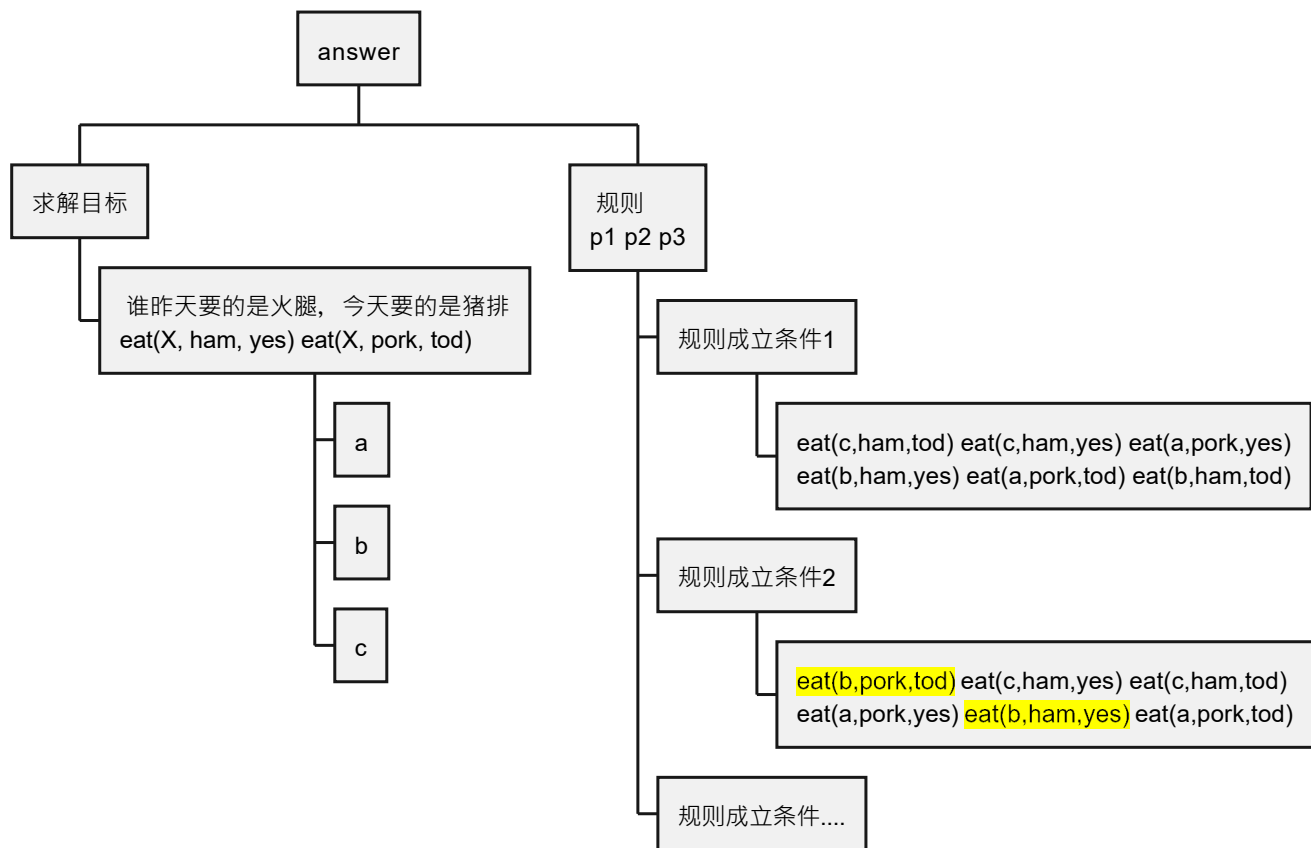 answer
求解目标
谁昨天要的是火腿，今天要的是猪排
eat(X, ham, yes) eat(X, pork, tod)
a
b
c
规则
p1 p2 p3
规则成立条件1
eat(c,ham,tod) eat(c,ham,yes) eat(a,pork,yes)
eat(b,ham,yes) eat(a,pork,tod) eat(b,ham,tod)
规则成立条件2
eat(b,pork,tod) eat(c,ham,yes) eat(c,ham,tod)
eat(a,pork,yes) eat(b,ham,yes) eat(a,pork,tod)
规则成立条件....